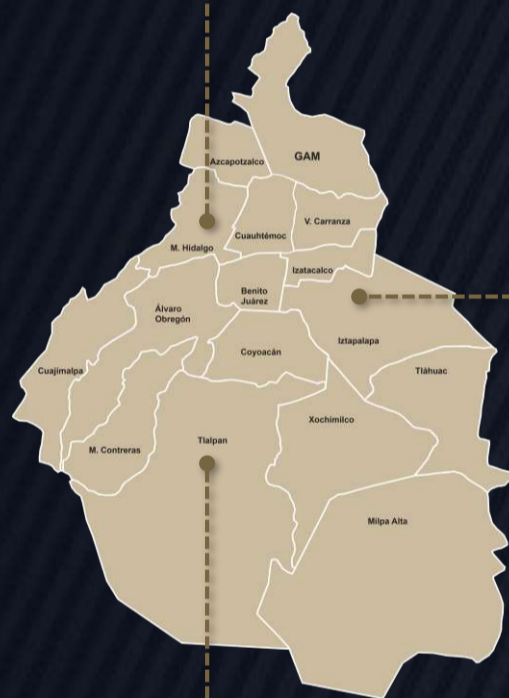 GAM
Azcapotzalco
V. Carranza
Cuauhtémoc
M. Hidalgo
Izatacalco
Benito
Juárez
Álvaro
Obregón
Iztapalapa
Coyoacán
Cuajimalpa
Tláhuac
Xochimilco
Tlalpan
M. Contreras
Milpa Alta